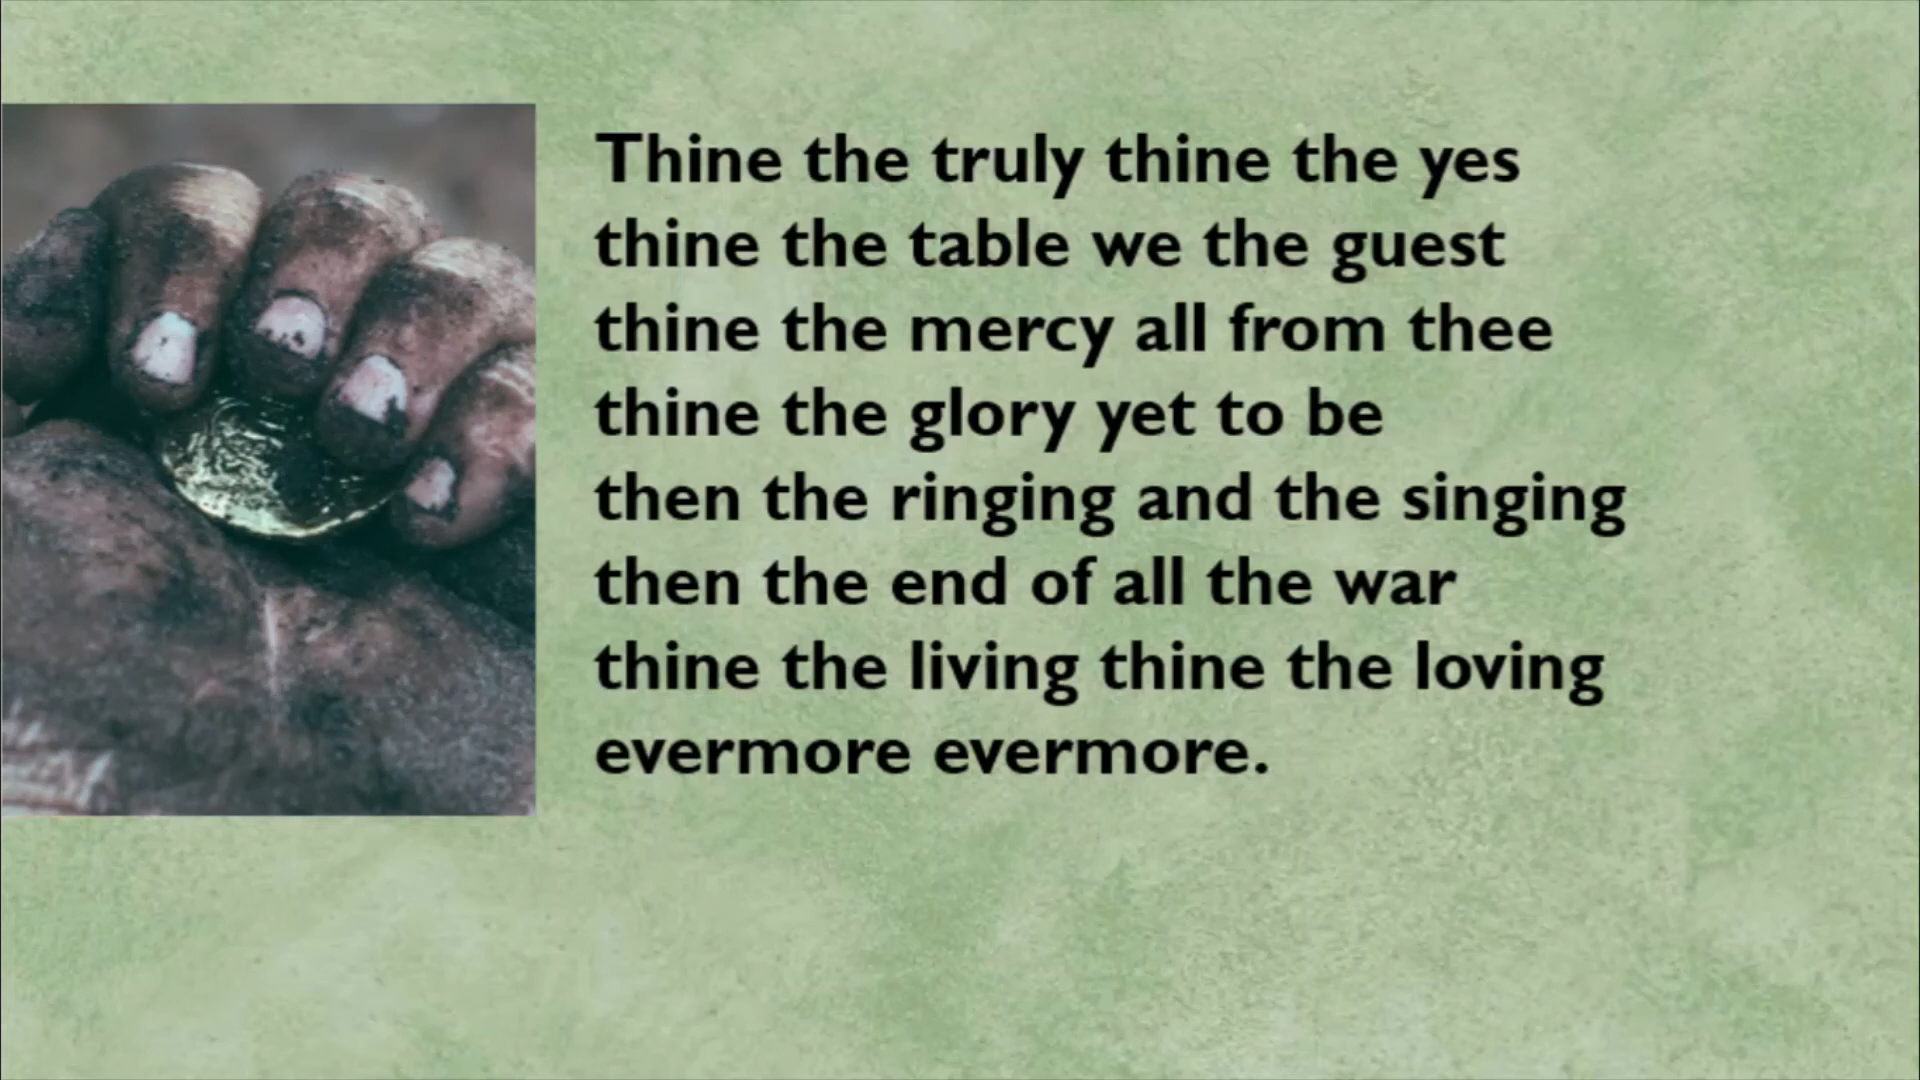 Thine the truly thine the yes
thine the table we the guest
thine the mercy all from thee
thine the glory yet to be
then the ringing and the singing
then the end of all the war
thine the living thine the loving
evermore evermore.